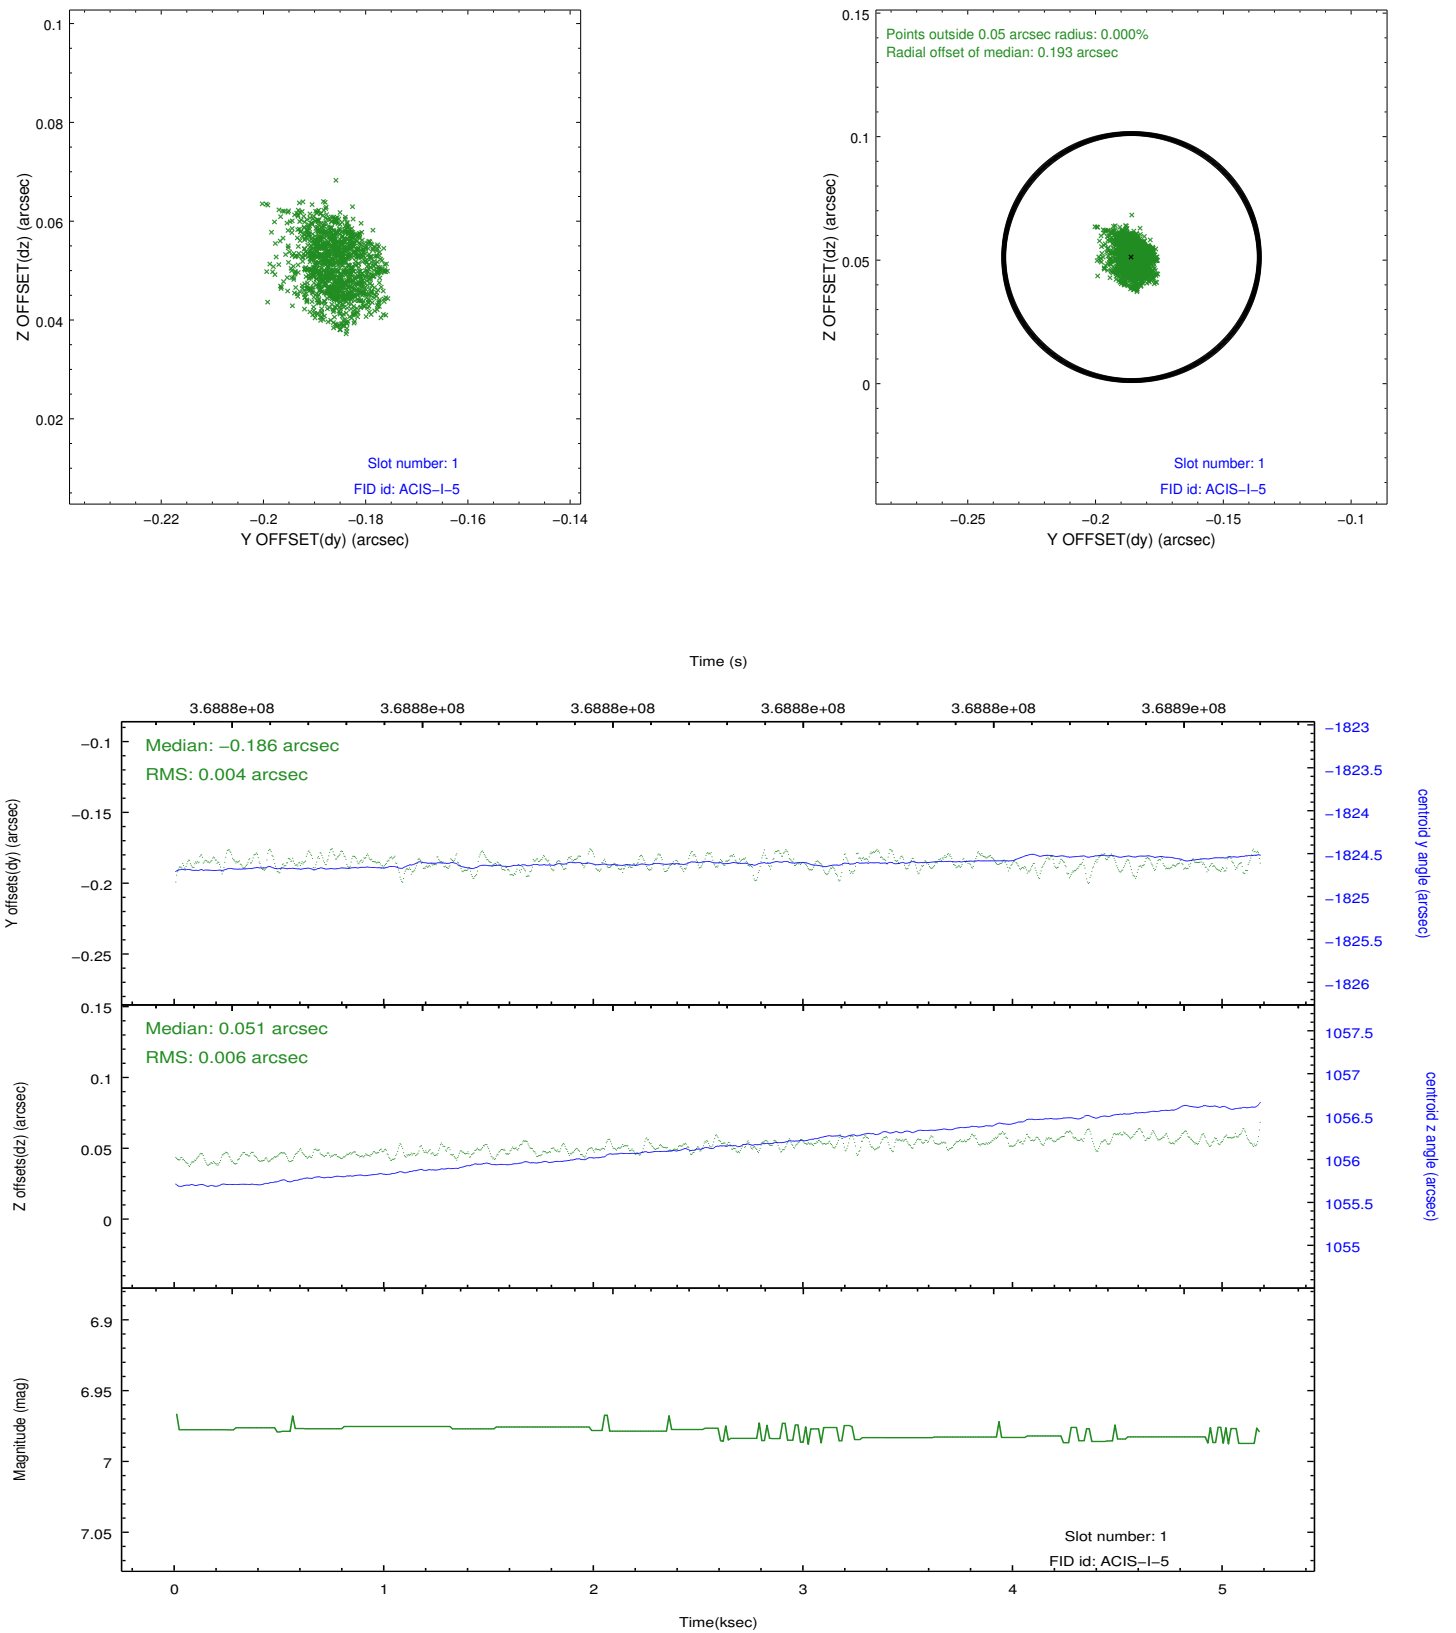 0.1
0.08
0.06
0.04
0.02
Z OFFSET(dz) (arcsec)
Slot number: 1
FID id: ACIS−I−5
−0.22
−0.2
−0.18
−0.16
−0.14
Y OFFSET(dy) (arcsec)
0.15
0.1
0.05
0
Z OFFSET(dz) (arcsec)
Points outside 0.05 arcsec radius: 0.000%
Radial offset of median: 0.193 arcsec
Slot number: 1
FID id: ACIS−I−5
−0.25
−0.2
−0.15
−0.1
Y OFFSET(dy) (arcsec)
Time (s)
3.6888e+08
3.6888e+08
3.6888e+08
3.6888e+08
3.6888e+08
3.6889e+08
−0.1
−0.15
−0.2
−0.25
Y offsets(dy) (arcsec)
Median: −0.186 arcsec
RMS: 0.004 arcsec
−1823
−1823.5
−1824
−1824.5
−1825
−1825.5
−1826
centroid y angle (arcsec)
0.15
0.1
0.05
0
Z offsets(dz) (arcsec)
Median: 0.051 arcsec
RMS: 0.006 arcsec
1057.5
1057
1056.5
1056
1055.5
1055
centroid z angle (arcsec)
6.9
6.95
7
7.05
Magnitude (mag)
Slot number: 1
FID id: ACIS−I−5
0
1
2
3
4
5
Time(ksec)